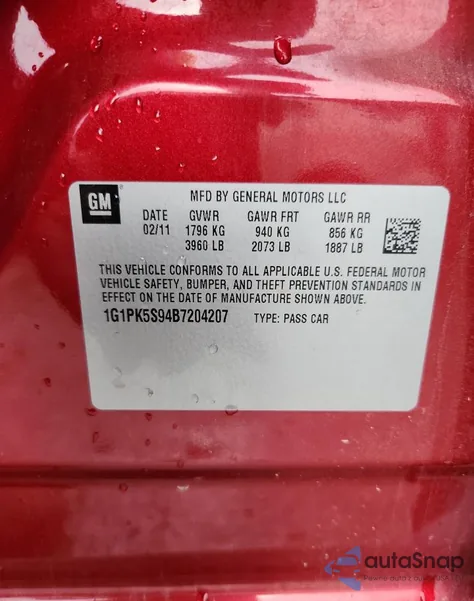 GM
MFD BY GENERAL MOTORS LLC
DATE GVWR GAWR FRT GAWR RR
02/11 1796 KG 940 KG 856 KG
3960 LB 2073 LB 1887 LB
THIS VEHICLE CONFORMS TO ALL APPLICABLE U.S. FEDERAL MOTOR
VEHICLE SAFETY, BUMPER, AND THEFT PREVENTION STANDARDS
IN EFFECT ON THE DATE OF MANUFACTURE SHOWN ABOVE.
1G1PK5S94B7204207 TYPE: PASS CAR
autaSnap